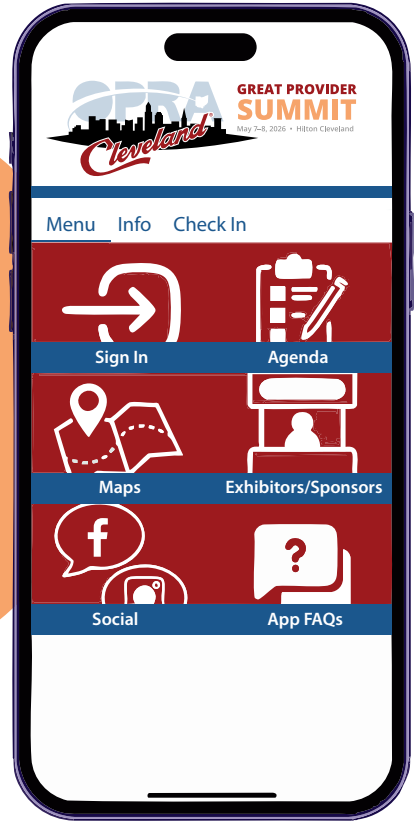 OPRA
Cleveland
GREAT PROVIDER
SUMMIT
May 7–8, 2026 • Hilton Cleveland
Menu Info Check In
Sign In Agenda
Maps Exhibitors/Sponsors
Social App FAQs